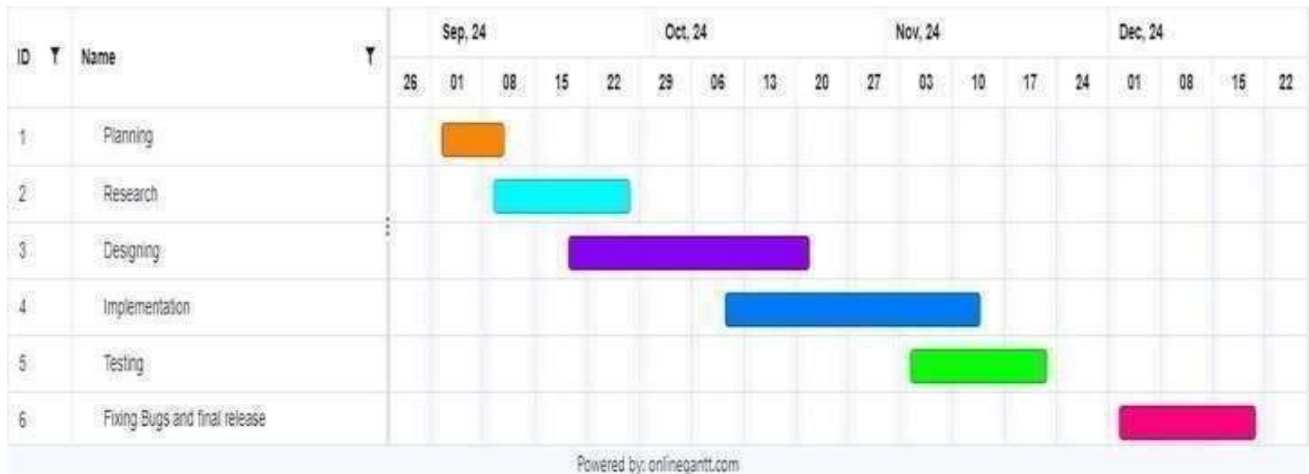 Sep, 24 Oct, 24 Nov, 24 Dec, 24
ID Name
26 01 08 15 22 29 06 13 20 27 03 10 17 24 01 08 15 22
1 Planning
2 Research
3 Designing
4 Implementation
5 Testing
6 Fixing Bugs and final release
Powered by: onlinegantt.com